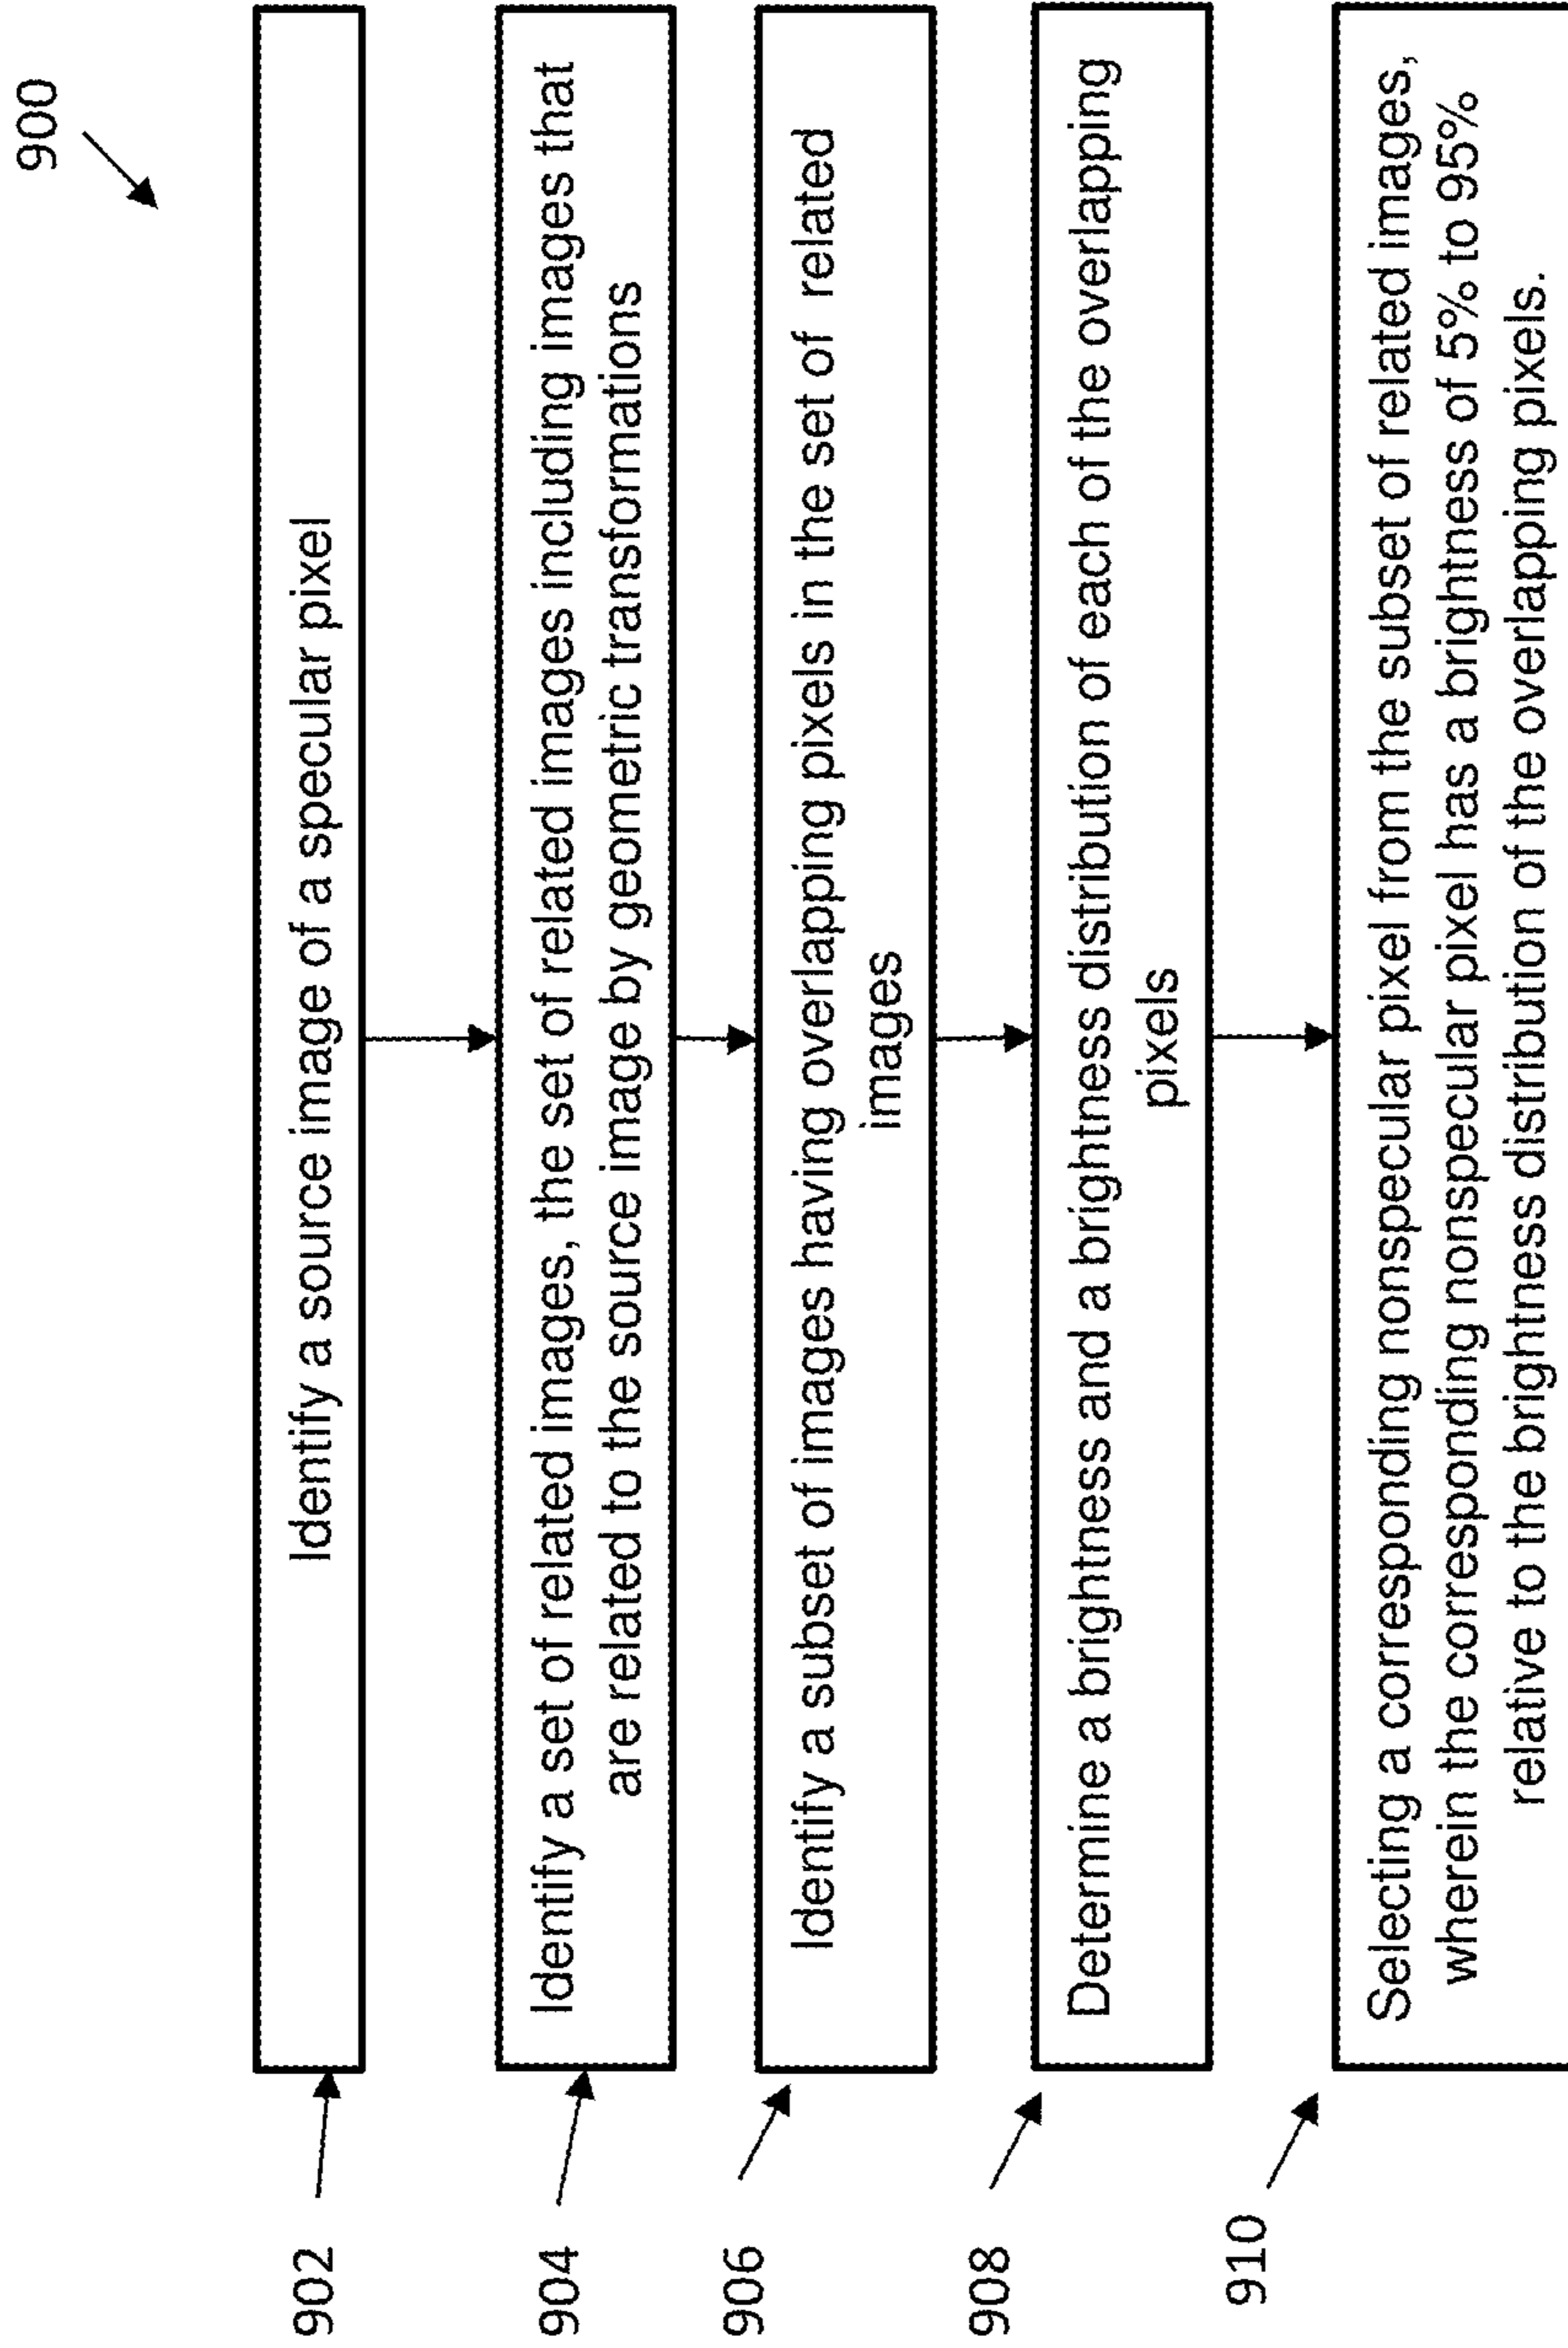 900
902
Identify a source image of a specular pixel
904
Identify a set of related images, the set of related images including images that
are related to the source image by geometric transformations
906
Identify a subset of images having overlapping pixels in the set of related
images
908
Determine a brightness and a brightness distribution of each of the overlapping
pixels
910
Selecting a corresponding nonspecular pixel from the subset of related images,
wherein the corresponding nonspecular pixel has a brightness of 5% to 95%
relative to the brightness distribution of the overlapping pixels.